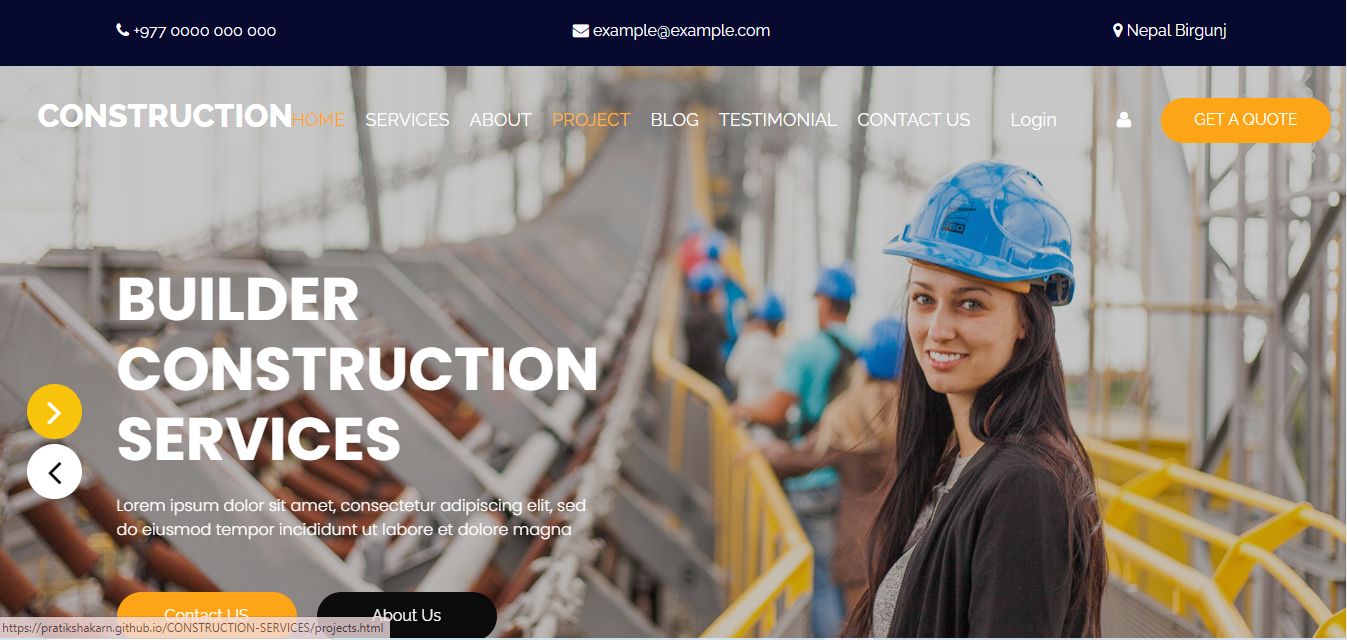 +977 0000 000 000 example@example.com Nepal Birgunj
CONSTRUCTION HOME SERVICES ABOUT PROJECT BLOG TESTIMONIAL CONTACT US Login GET A QUOTE
BUILDER
CONSTRUCTION
SERVICES
Lorem ipsum dolor sit amet, consectetur adipiscing elit, sed
do eiusmod tempor incididunt ut labore et dolore magna
Contact US About Us
https://pratikshakarn.github.io/CONSTRUCTION-SERVICES/projects.html